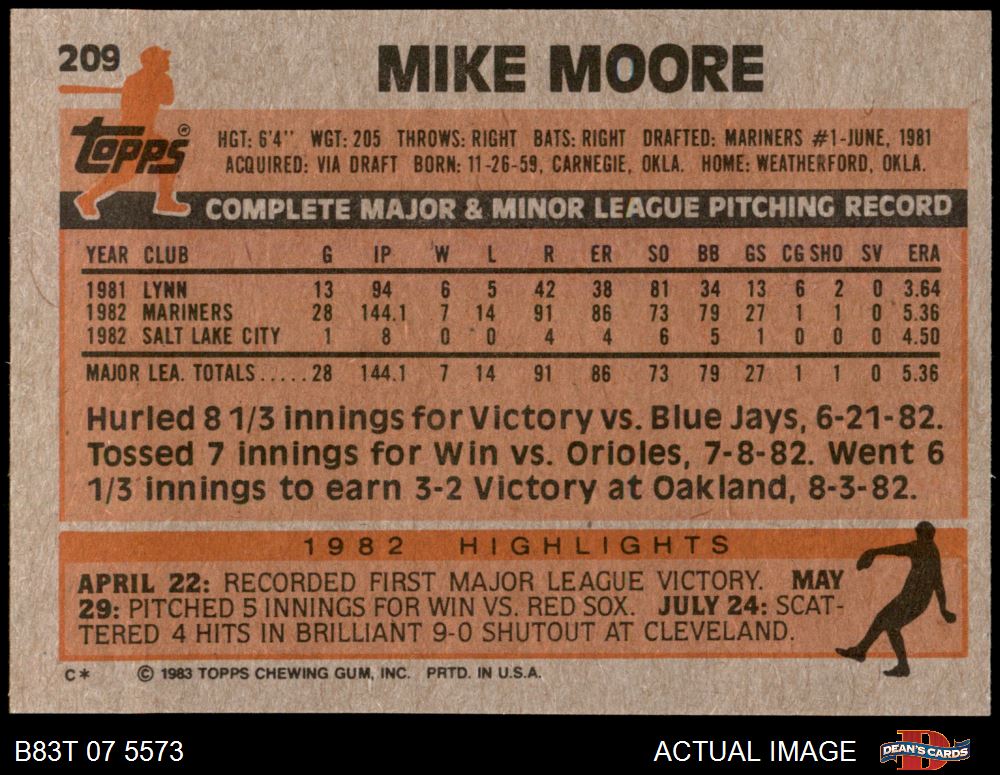 209
MIKE MOORE
Topps®
HGT: 6'4" WGT: 205 THROWS: RIGHT BATS: RIGHT DRAFTED: MARINERS #1-JUNE, 1981
ACQUIRED: VIA DRAFT BORN: 11-26-59, CARNEGIE, OKLA. HOME: WEATHERFORD, OKLA.
COMPLETE MAJOR & MINOR LEAGUE PITCHING RECORD
YEAR CLUB G IP W L R ER SO BB GS CG SHO SV ERA
1981 LYNN 13 94 6 5 42 38 81 34 13 6 2 0 3.64
1982 MARINERS 28 144.1 7 14 91 86 73 79 27 1 1 0 5.36
1982 SALT LAKE CITY 1 8 0 0 4 4 6 5 1 0 0 0 4.50
MAJOR LEA. TOTALS.....28 144.1 7 14 91 86 73 79 27 1 1 0 5.36
Hurled 8 1/3 innings for Victory vs. Blue Jays, 6-21-82.
Tossed 7 innings for Win vs. Orioles, 7-8-82. Went 6
1/3 innings to earn 3-2 Victory at Oakland, 8-3-82.
1982 HIGHLIGHTS
APRIL 22: RECORDED FIRST MAJOR LEAGUE VICTORY. MAY
29: PITCHED 5 INNINGS FOR WIN VS. RED SOX. JULY 24: SCAT-
TERED 4 HITS IN BRILLIANT 9-0 SHUTOUT AT CLEVELAND.
C* © 1983 TOPPS CHEWING GUM, INC. PRTD. IN U.S.A.
B83T 07 5573 ACTUAL IMAGE D DEAN'S CARDS